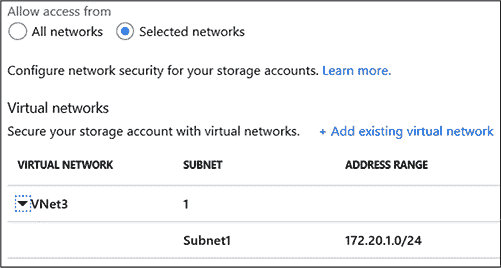 Allow access from
All networks Selected networks
Configure network security for your storage accounts. Learn more.
Virtual networks
Secure your storage account with virtual networks. + Add existing virtual network
VIRTUAL NETWORK SUBNET ADDRESS RANGE
VNet3 1
Subnet1 172.20.1.0/24